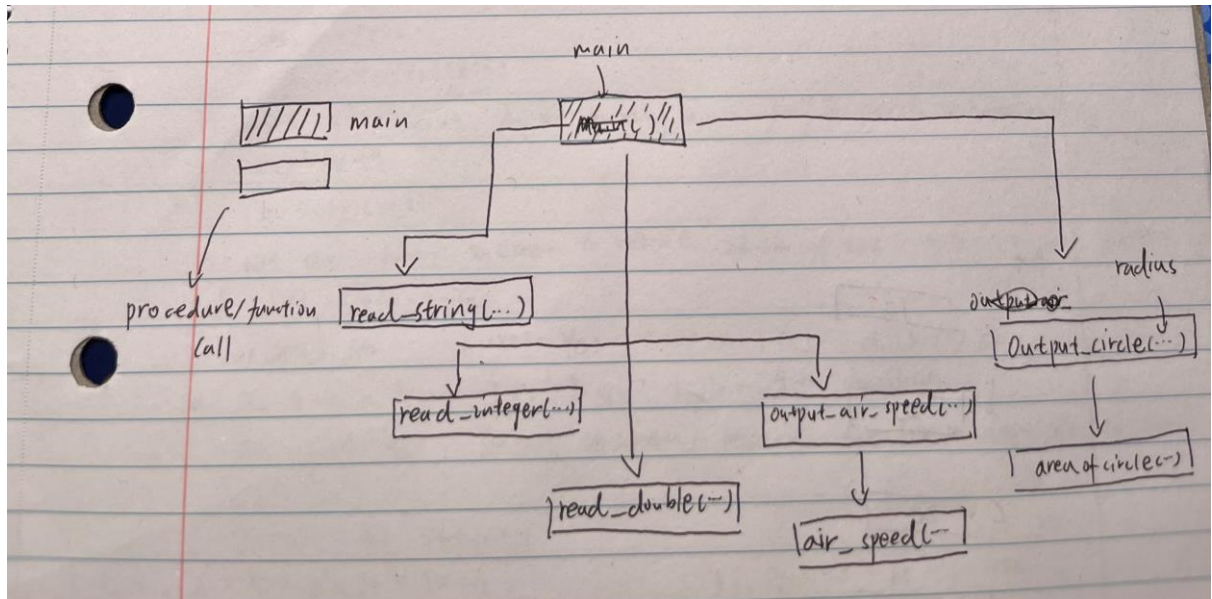 main
main
main()
procedure/function
call
read_string(...)
radius
Output_circle(...)
read_integer(...)
output_air_speed(...)
area of circle(...)
read_double(...)
air_speed(...